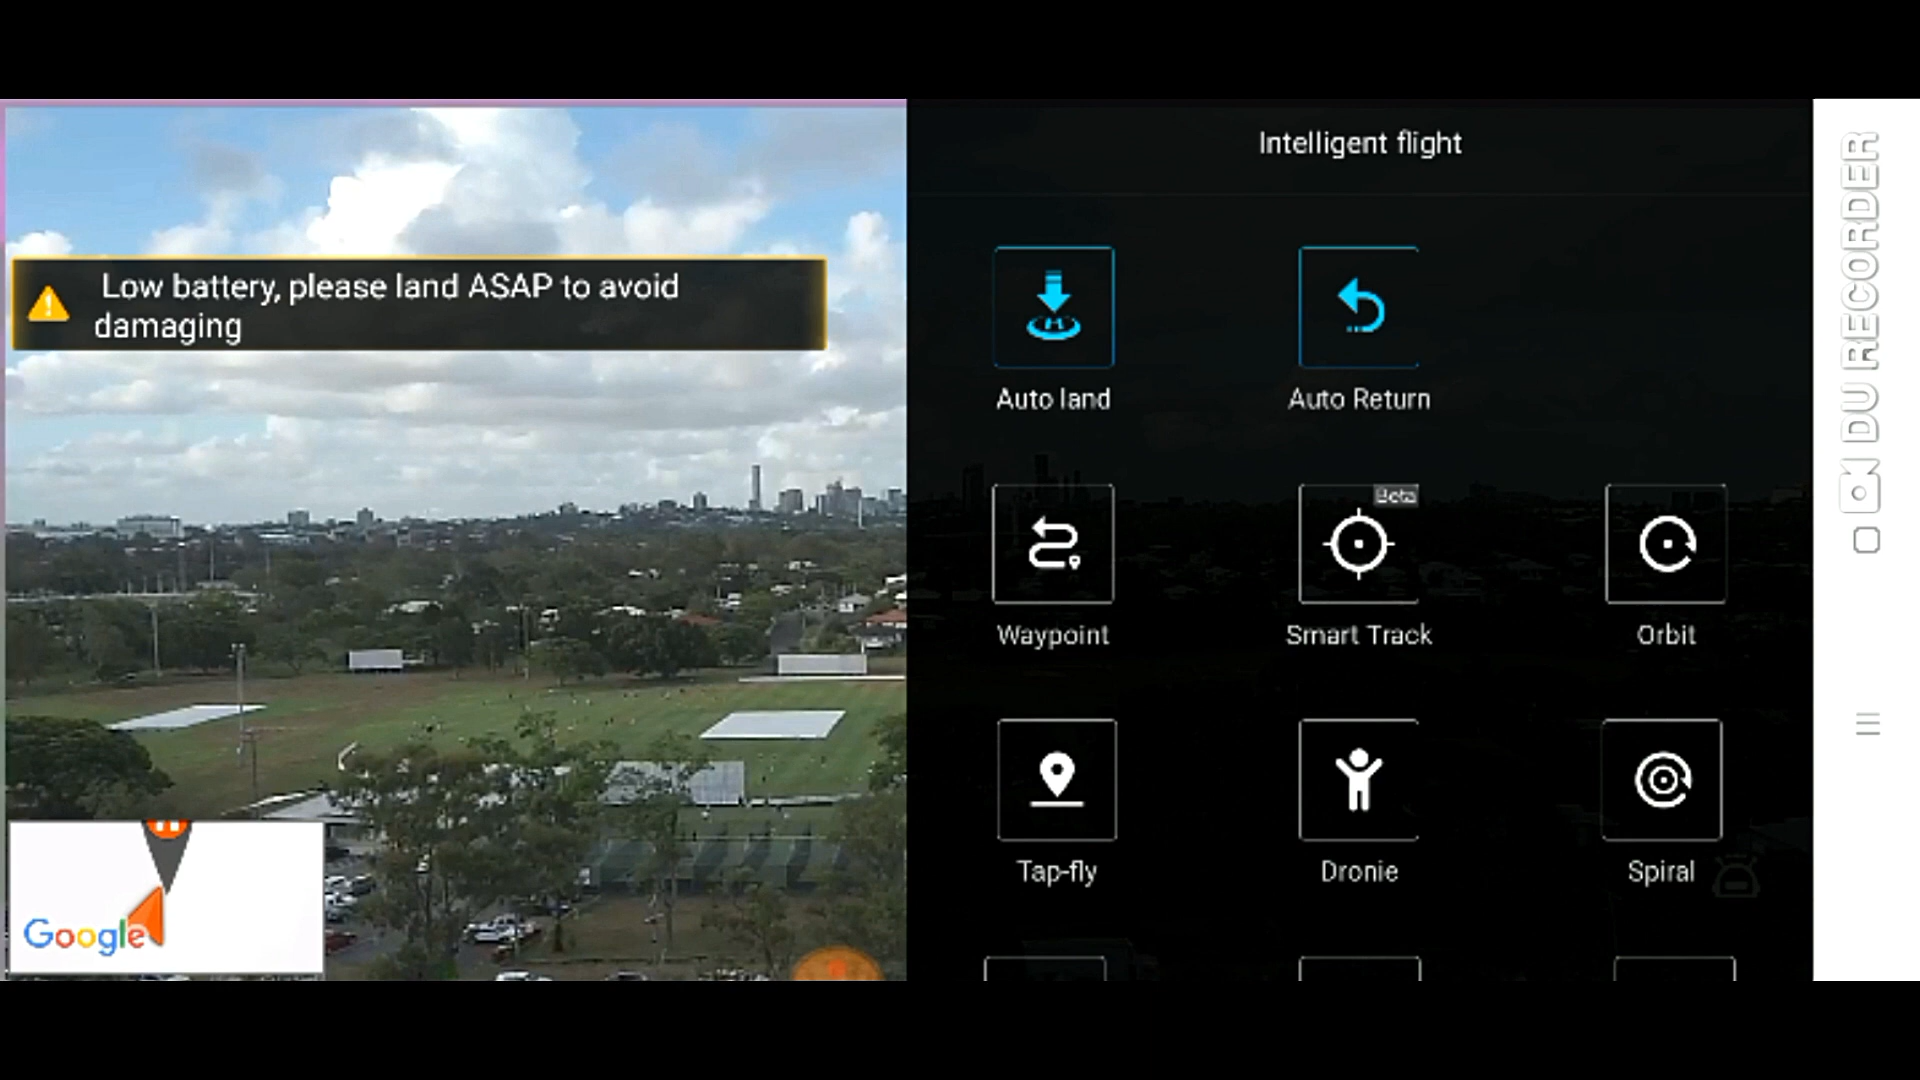 Low battery, please land ASAP to avoid
damaging
Google
Intelligent flight
Auto land
Auto Return
Waypoint
Beta
Smart Track
Orbit
Tap-fly
Dronie
Spiral
DU RECORDER